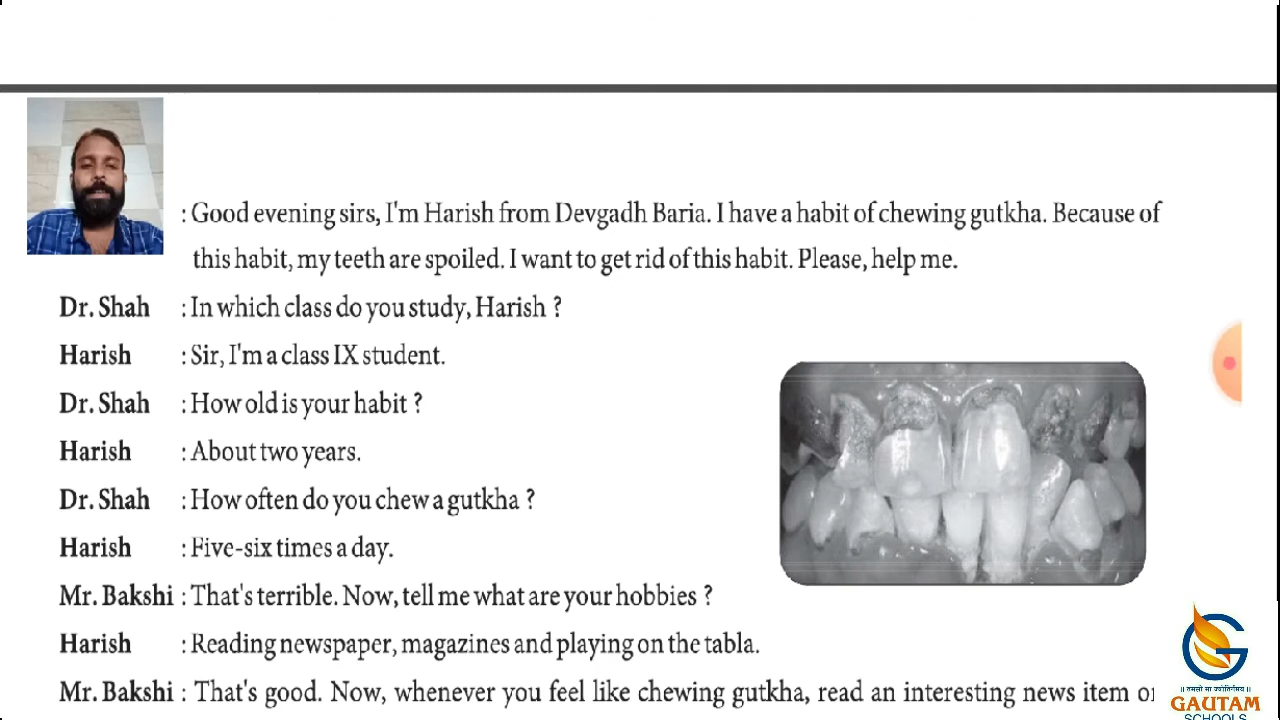 : Good evening sirs, I'm Harish from Devgadh Baria. I have a habit of chewing gutkha. Because of
this habit, my teeth are spoiled. I want to get rid of this habit. Please, help me.
Dr. Shah : In which class do you study, Harish ?
Harish : Sir, I'm a class IX student.
Dr. Shah : How old is your habit ?
Harish : About two years.
Dr. Shah : How often do you chew a gutkha ?
Harish : Five-six times a day.
Mr. Bakshi : That's terrible. Now, tell me what are your hobbies ?
Harish : Reading newspaper, magazines and playing on the tabla.
Mr. Bakshi : That's good. Now, whenever you feel like chewing gutkha, read an interesting news item or
॥ तमसो मा ज्योतिर्गमय ॥
GAUTAM
SCHOOLS